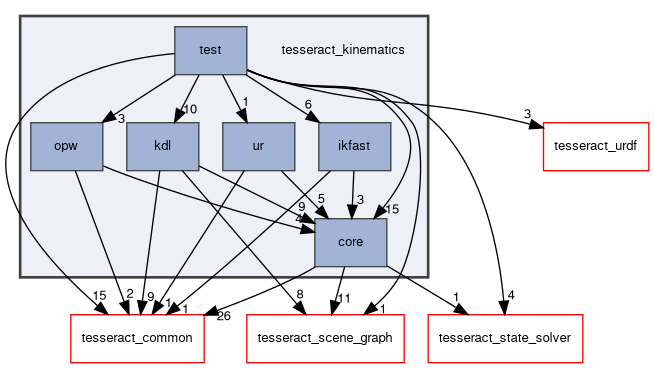 test
tesseract_kinematics
3
10
1
6
3
opw
kdl
ur
ikfast
tesseract_urdf
9
4
5
3
15
core
15
2
9
1
1
26
8
11
1
1
4
tesseract_common
tesseract_scene_graph
tesseract_state_solver